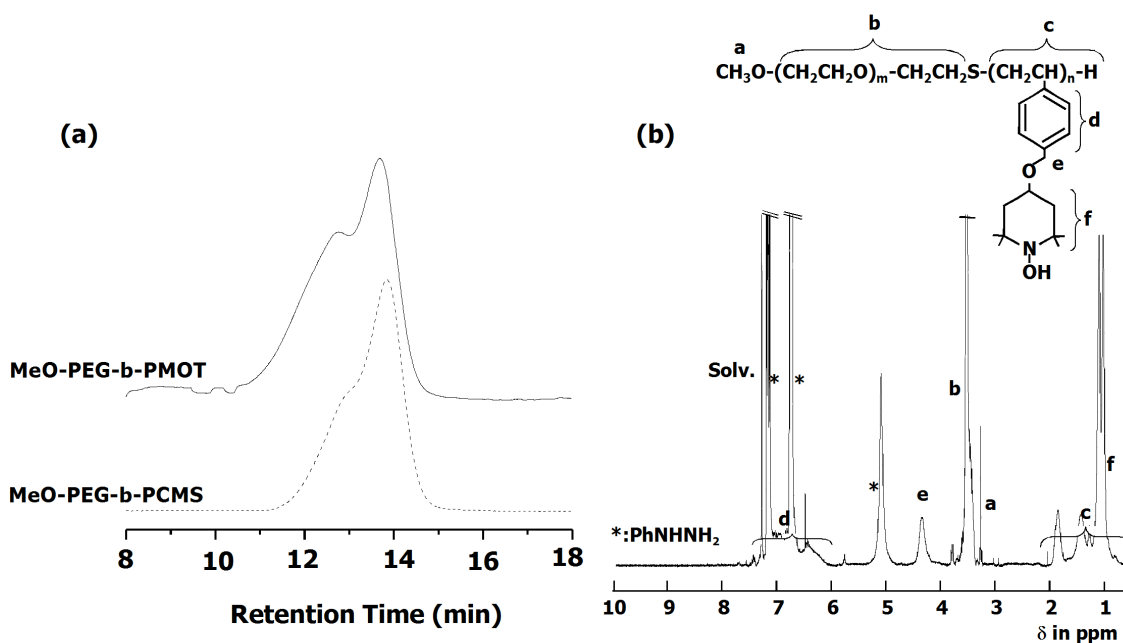 (a)
MeO-PEG-b-PMOT
MeO-PEG-b-PCMS
8 10 12 14 16 18
Retention Time (min)
(b)
b
c
a
CH3O-(CH2CH2O)m-CH2CH2S-(CH2CH)n-H
d
e
O
f
N
OH
Solv.
*
*
b
*
e
a
f
d
c
*:PhNHNH2
10 9 8 7 6 5 4 3 2 1
δ in ppm